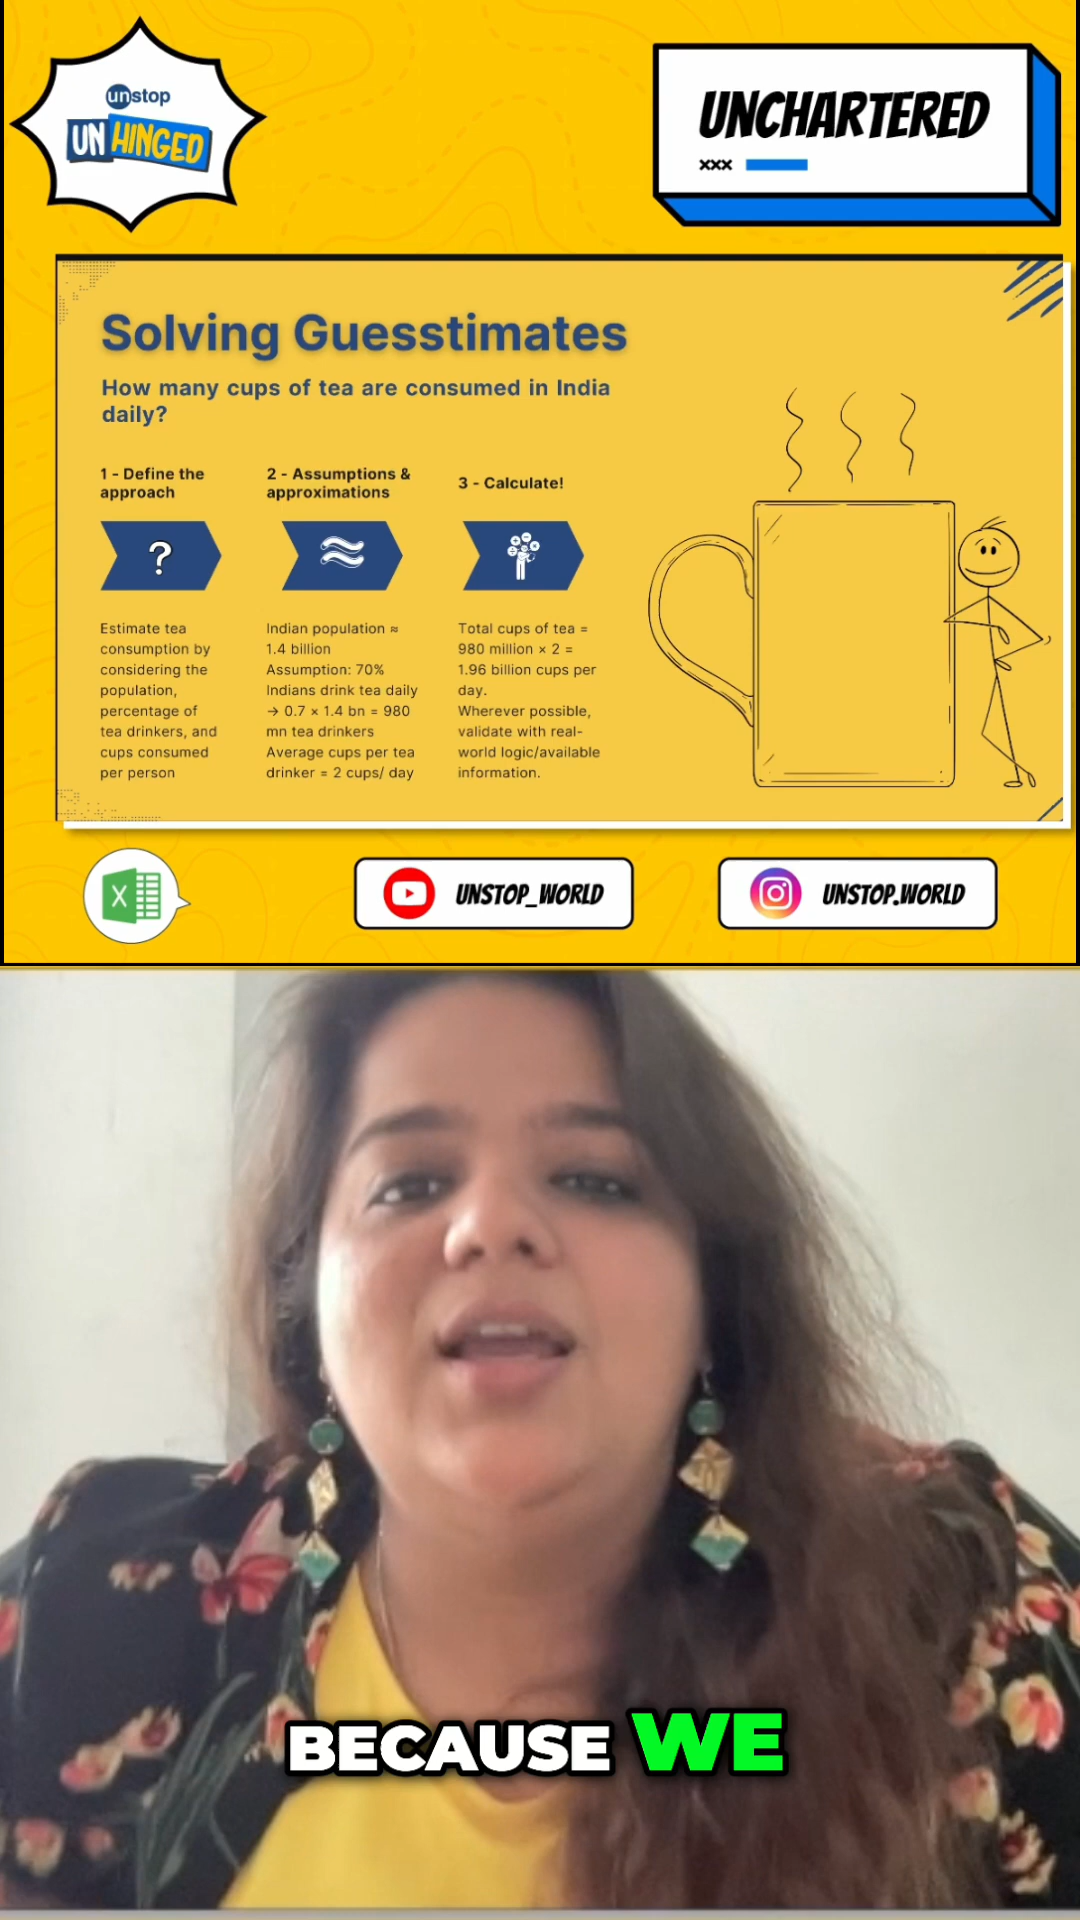 unstop
UNHINGED
UNCHARTERED
xxx
Solving Guesstimates
How many cups of tea are consumed in India
daily?
1 - Define the
approach
?
Estimate tea
consumption by
considering the
population,
percentage of
tea drinkers, and
cups consumed
per person
2 - Assumptions &
approximations
Indian population ≈
1.4 billion
Assumption: 70%
Indians drink tea daily
→ 0.7 × 1.4 bn = 980
mn tea drinkers
Average cups per tea
drinker = 2 cups/ day
3 - Calculate!
Total cups of tea =
980 million × 2 =
1.96 billion cups per
day.
Wherever possible,
validate with real-
world logic/available
information.
X
UNSTOP_WORLD
UNSTOP.WORLD
BECAUSE WE